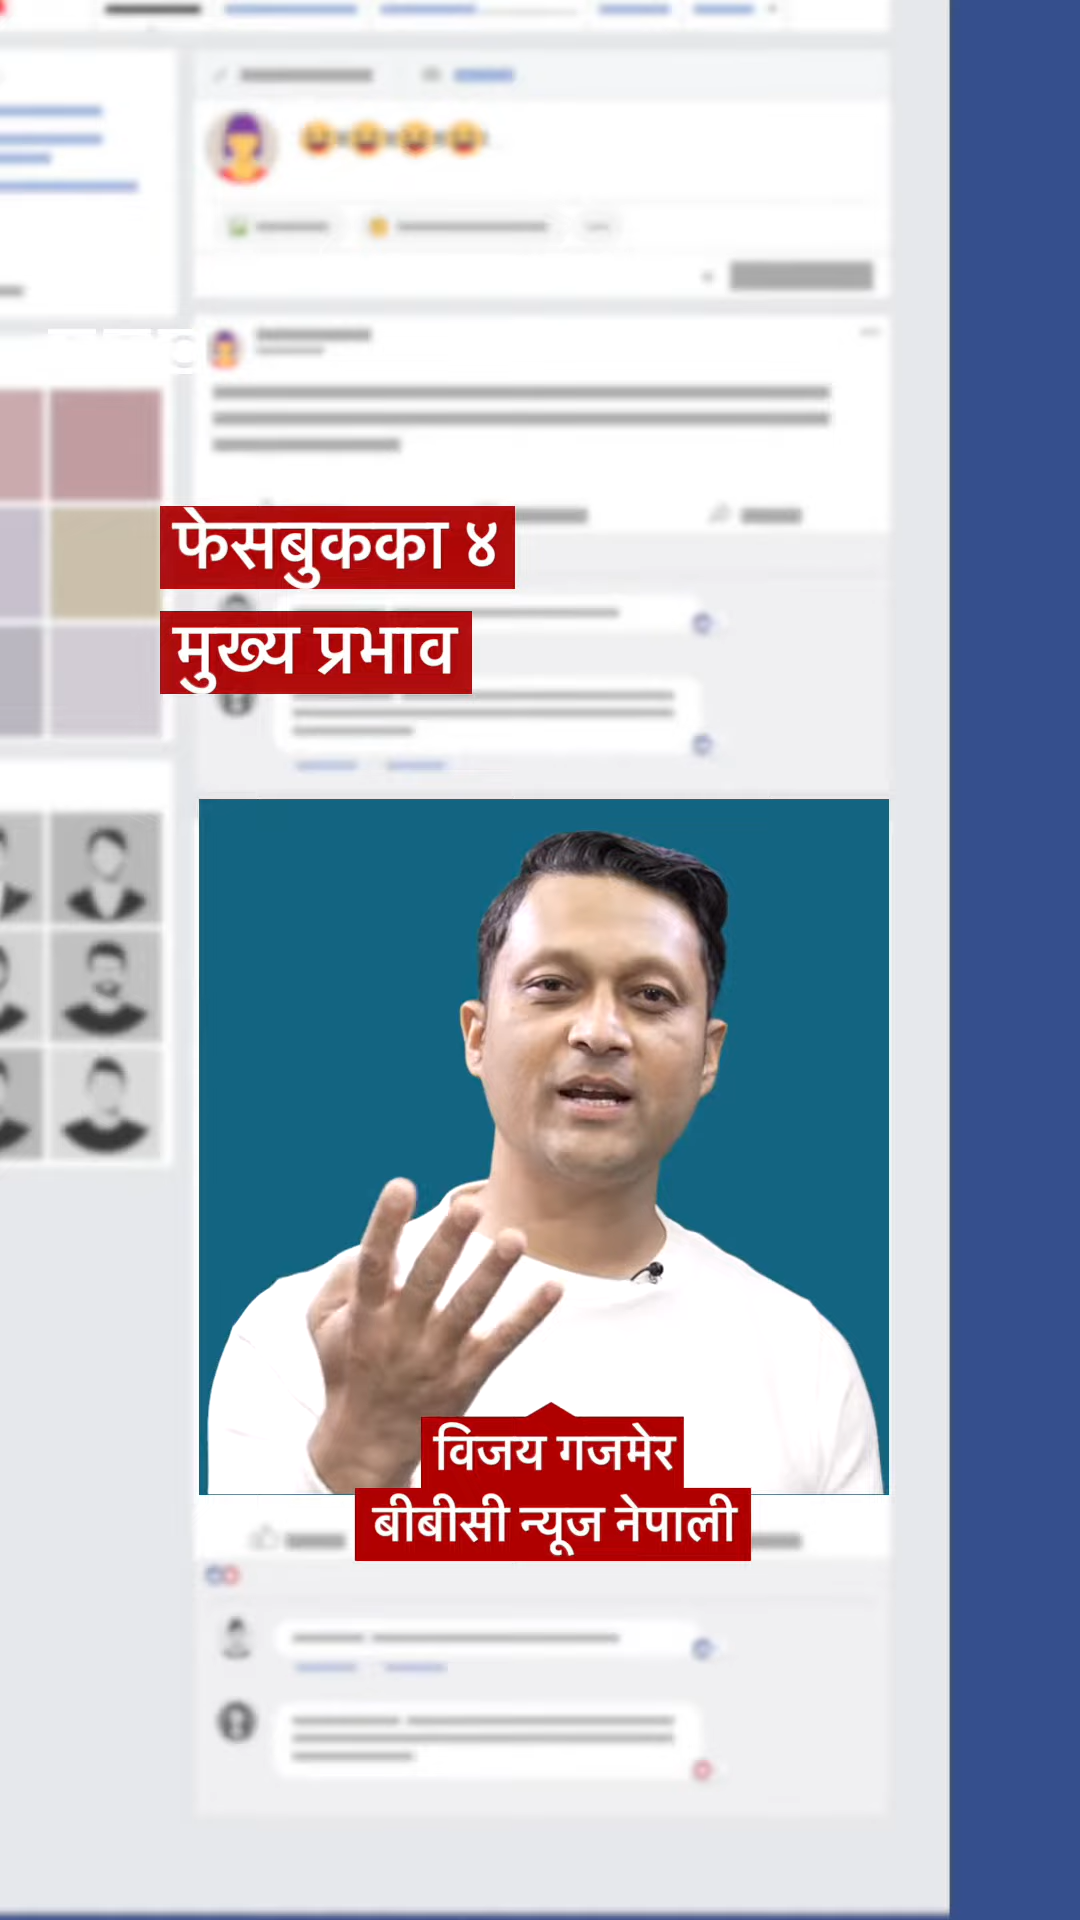 फेसबुकका ४
मुख्य प्रभाव
विजय गजमेर
बीबीसी न्यूज नेपाली